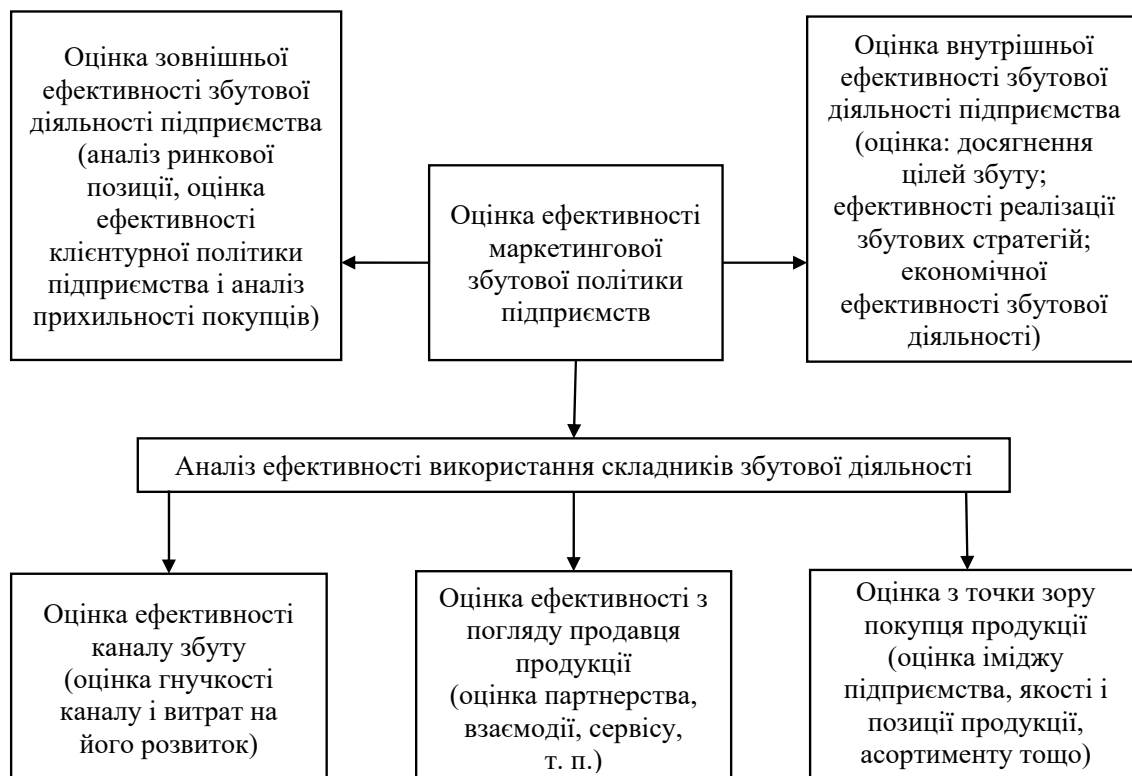 Оцінка зовнішньої
ефективності збутової
діяльності підприємства
(аналіз ринкової
позиції, оцінка
ефективності
клієнтурної політики
підприємства і аналіз
прихильності покупців)
Оцінка ефективності
маркетингової
збутової політики
підприємств
Оцінка внутрішньої
ефективності збутової
діяльності підприємства
(оцінка: досягнення
цілей збуту;
ефективності реалізації
збутових стратегій;
економічної
ефективності збутової
діяльності)
Аналіз ефективності використання складників збутової діяльності
Оцінка ефективності
каналу збуту
(оцінка гнучкості
каналу і витрат на
його розвиток)
Оцінка ефективності з
погляду продавця
продукції
(оцінка партнерства,
взаємодії, сервісу,
т. п.)
Оцінка з точки зору
покупця продукції
(оцінка іміджу
підприємства, якості і
позиції продукції,
асортименту тощо)